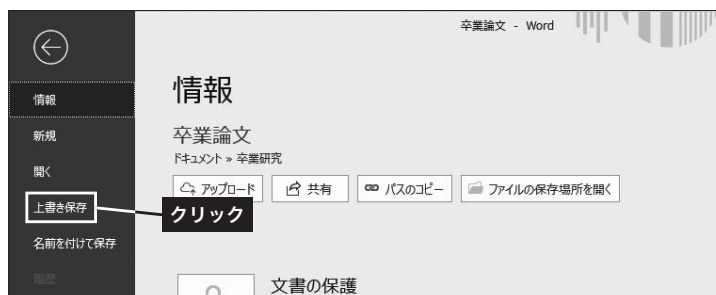 卒業論文 - Word
情報
新規
開く
上書き保存
名前を付けて保存
履歴
情報
卒業論文
ドキュメント » 卒業研究
アップロード 共有 パスのコピー ファイルの保存場所を開く
クリック
文書の保護